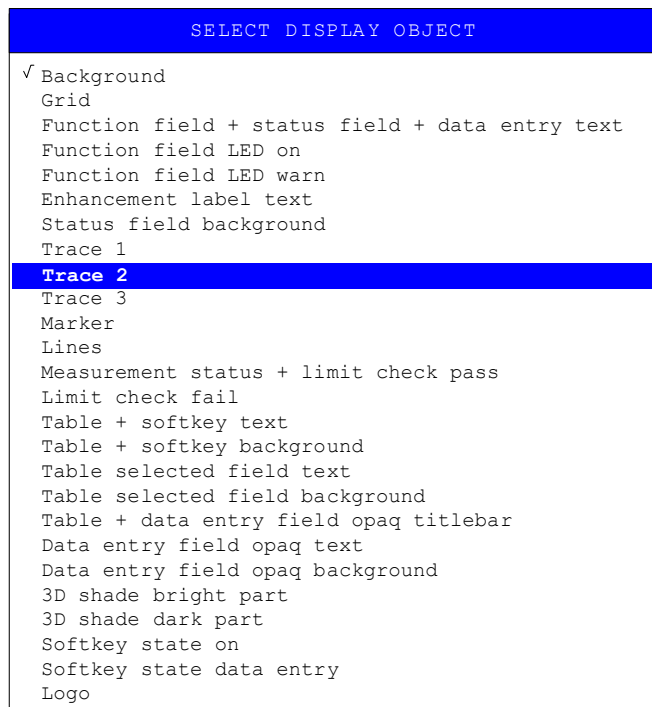 SELECT DISPLAY OBJECT
√ Background
Grid
Function field + status field + data entry text
Function field LED on
Function field LED warn
Enhancement label text
Status field background
Trace 1
Trace 2
Trace 3
Marker
Lines
Measurement status + limit check pass
Limit check fail
Table + softkey text
Table + softkey background
Table selected field text
Table selected field background
Table + data entry field opaq titlebar
Data entry field opaq text
Data entry field opaq background
3D shade bright part
3D shade dark part
Softkey state on
Softkey state data entry
Logo